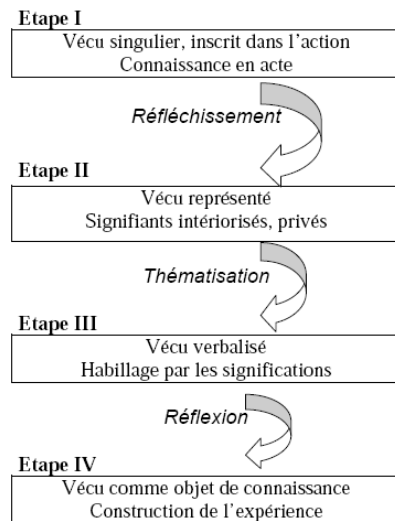 Etape I
Vécu singulier, inscrit dans l’action
Connaissance en acte
Réfléchissement
Etape II
Vécu représenté
Signifiants intériorisés, privés
Thématisation
Etape III
Vécu verbalisé
Habillage par les significations
Réflexion
Etape IV
Vécu comme objet de connaissance
Construction de l’expérience